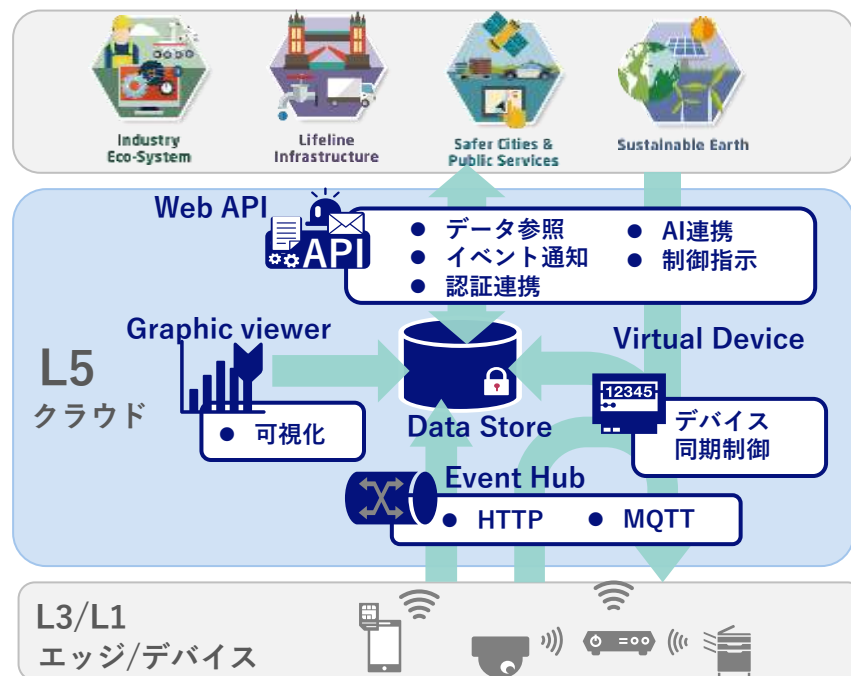 Industry
Eco-System
Lifeline
Infrastructure
Safer Cities &
Public Services
Sustainable Earth
Web API
API
● データ参照
● イベント通知
● 認証連携
● AI連携
● 制御指示
Graphic viewer
Virtual Device
L5
クラウド
12345
● 可視化
Data Store
デバイス
同期制御
Event Hub
● HTTP ● MQTT
L3/L1
エッジ/デバイス